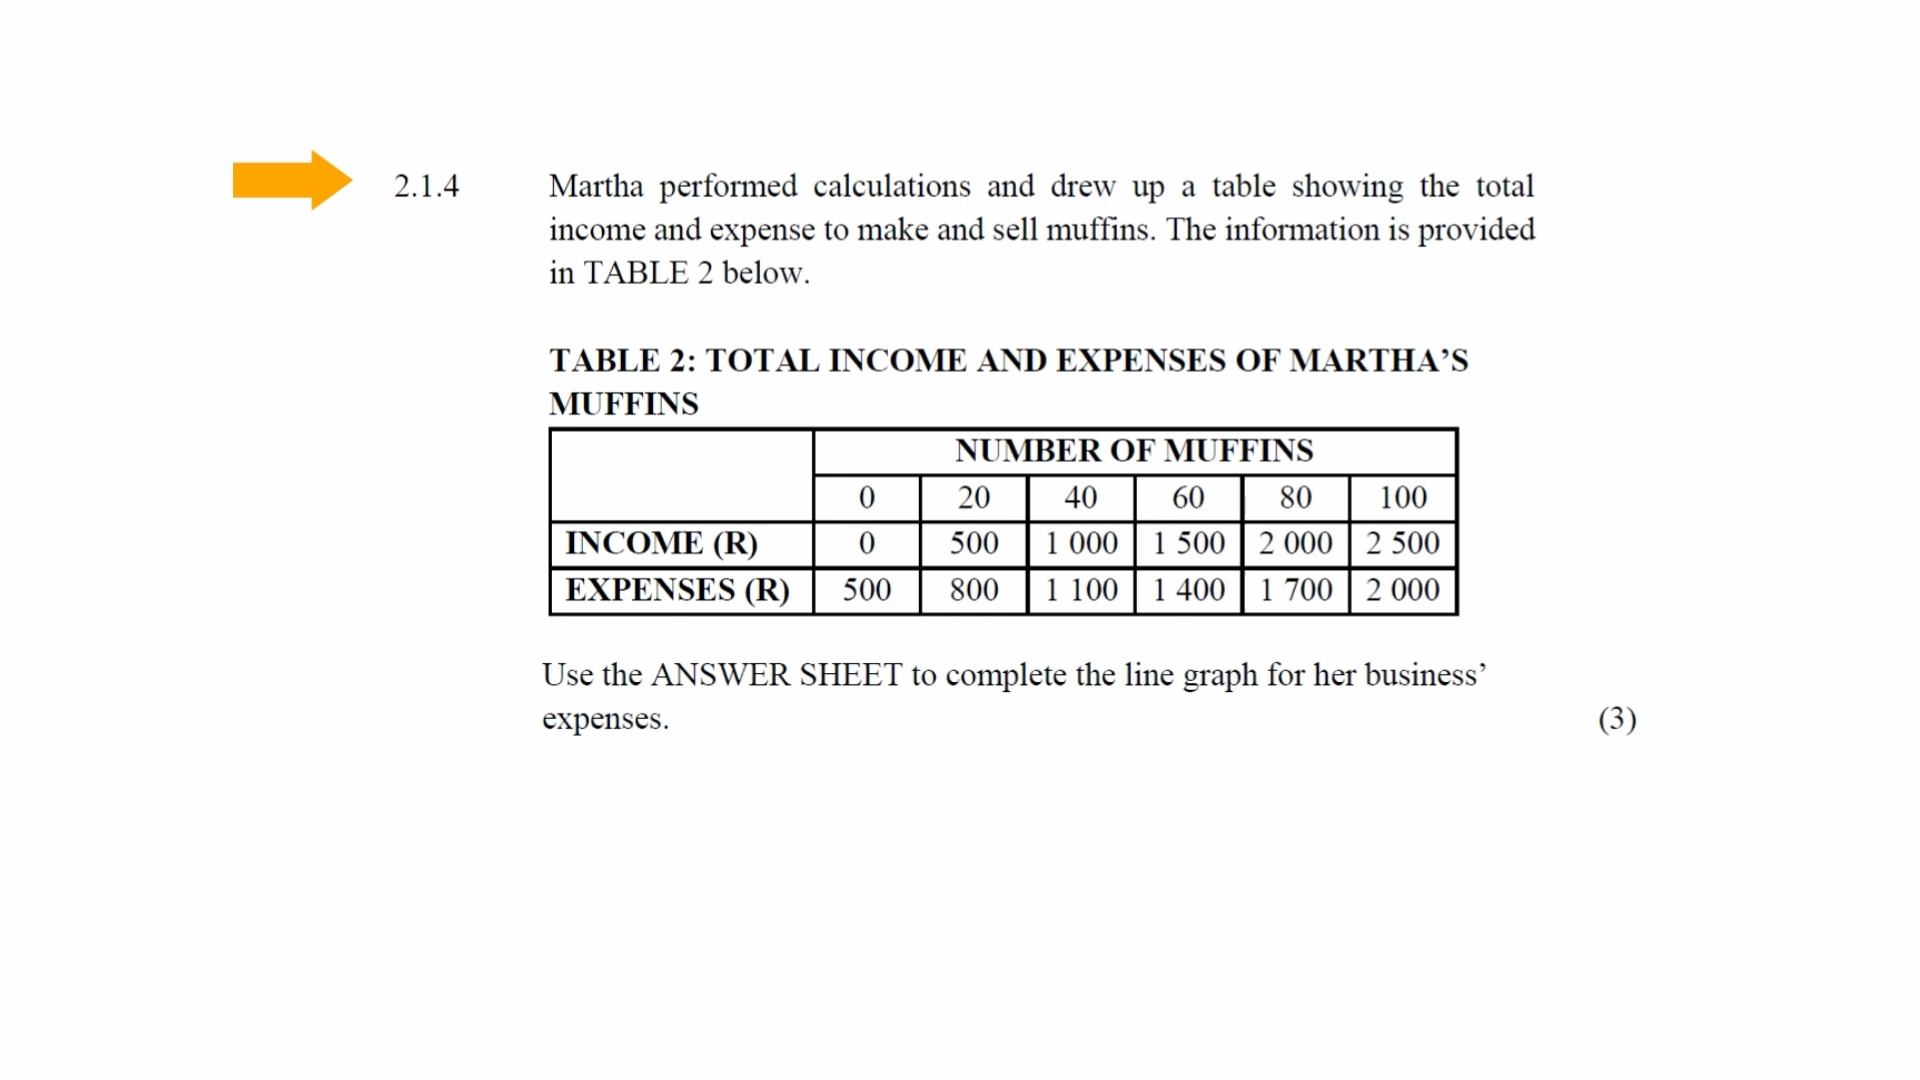 2.1.4 Martha performed calculations and drew up a table showing the total
income and expense to make and sell muffins. The information is provided
in TABLE 2 below.
TABLE 2: TOTAL INCOME AND EXPENSES OF MARTHA’S
MUFFINS
NUMBER OF MUFFINS
0 20 40 60 80 100
INCOME (R) 0 500 1 000 1 500 2 000 2 500
EXPENSES (R) 500 800 1 100 1 400 1 700 2 000
Use the ANSWER SHEET to complete the line graph for her business’
expenses. (3)